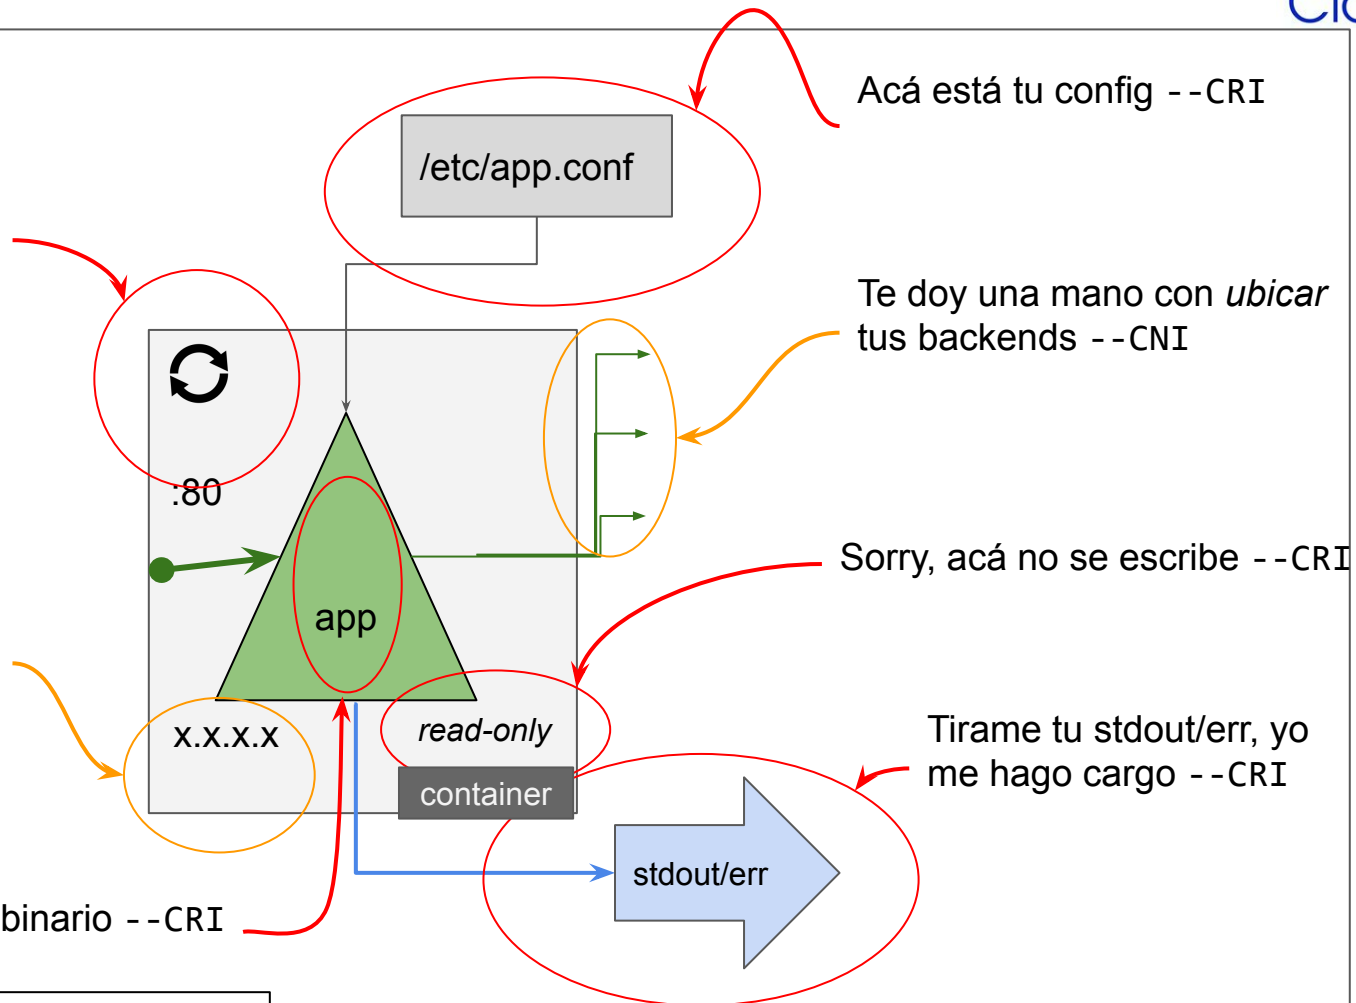 Acá está tu config --CRI
/etc/app.conf
Te doy una mano con ubicar
tus backends --CNI
:80
Sorry, acá no se escribe --CRI
app
x.x.x.x
read-only
Tirame tu stdout/err, yo
me hago cargo --CRI
container
stdout/err
binario --CRI